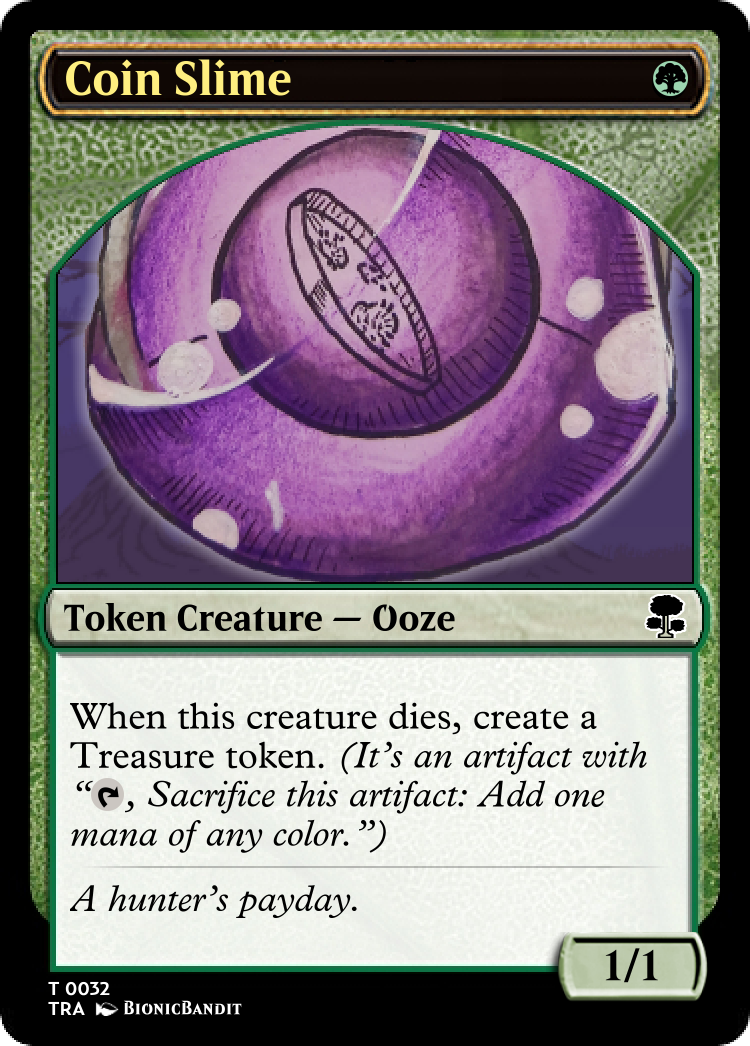 Coin Slime
Token Creature — Ooze
When this creature dies, create a
Treasure token. (It's an artifact with
“, Sacrifice this artifact: Add one
mana of any color.”)
A hunter's payday.
1/1
T 0032
TRA BionicBandit